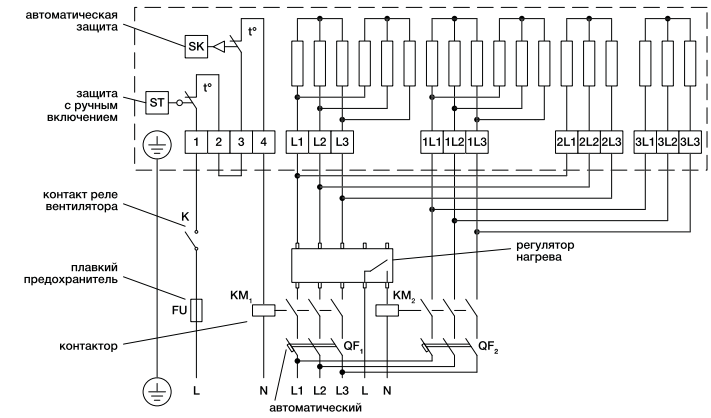 автоматическая
защита
SK
t°
защита
с ручным
включением
ST
t°
1 2 3 4
L1 L2 L3
1L1 1L2 1L3
2L1 2L2 2L3
3L1 3L2 3L3
контакт реле
вентилятора
K
регулятор
нагрева
плавкий
предохранитель
FU
KM1
KM2
контактор
QF1
QF2
L N L1 L2 L3 L N
автоматический